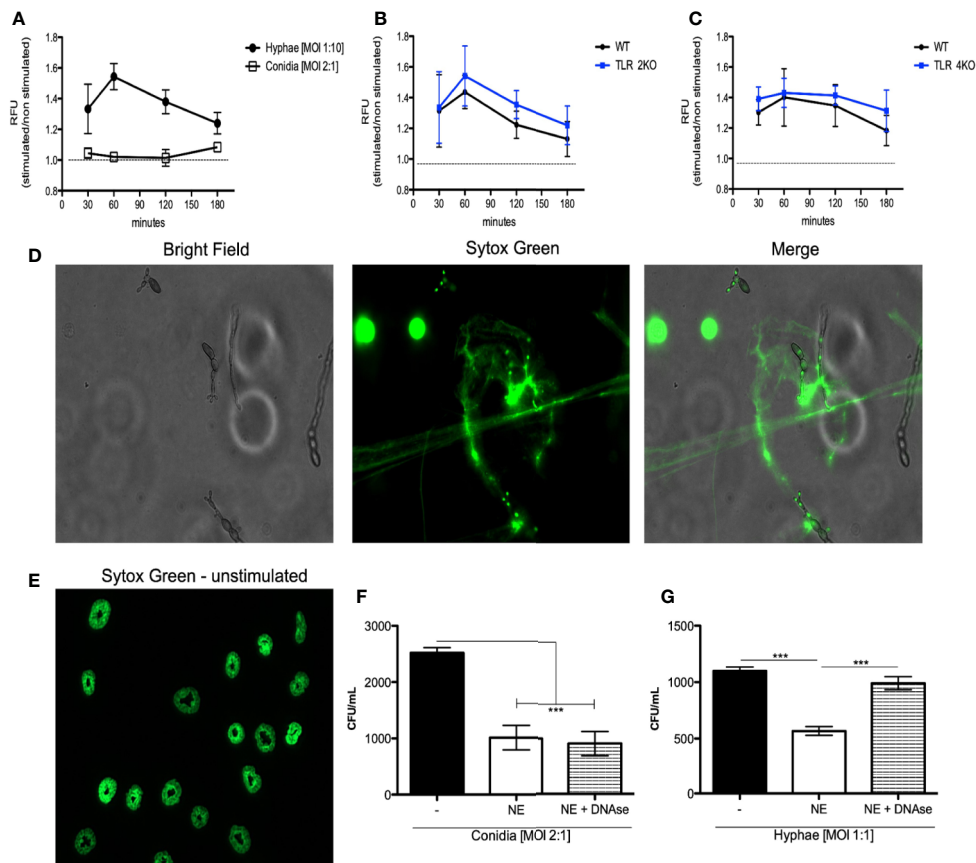 A
RFU
(stimulated/non stimulated)
1.8
1.6
1.4
1.2
1.0
0.8
0 30 60 90 120 150 180
minutes
Hyphae [MOI 1:10]
Conidia [MOI 2:1]
B
RFU
(stimulated/non stimulated)
1.8
1.6
1.4
1.2
1.0
0.8
0 30 60 90 120 150 180
minutes
WT
TLR 2KO
C
RFU
(stimulated/non stimulated)
1.8
1.6
1.4
1.2
1.0
0.8
0 30 60 90 120 150 180
minutes
WT
TLR 4KO
D
Bright Field
Sytox Green
Merge
E
Sytox Green - unstimulated
F
CFU/mL
3000
2000
1000
0
***
- NE NE + DNAse
Conidia [MOI 2:1]
G
CFU/mL
1500
1000
500
0
*** ***
- NE NE + DNAse
Hyphae [MOI 1:1]